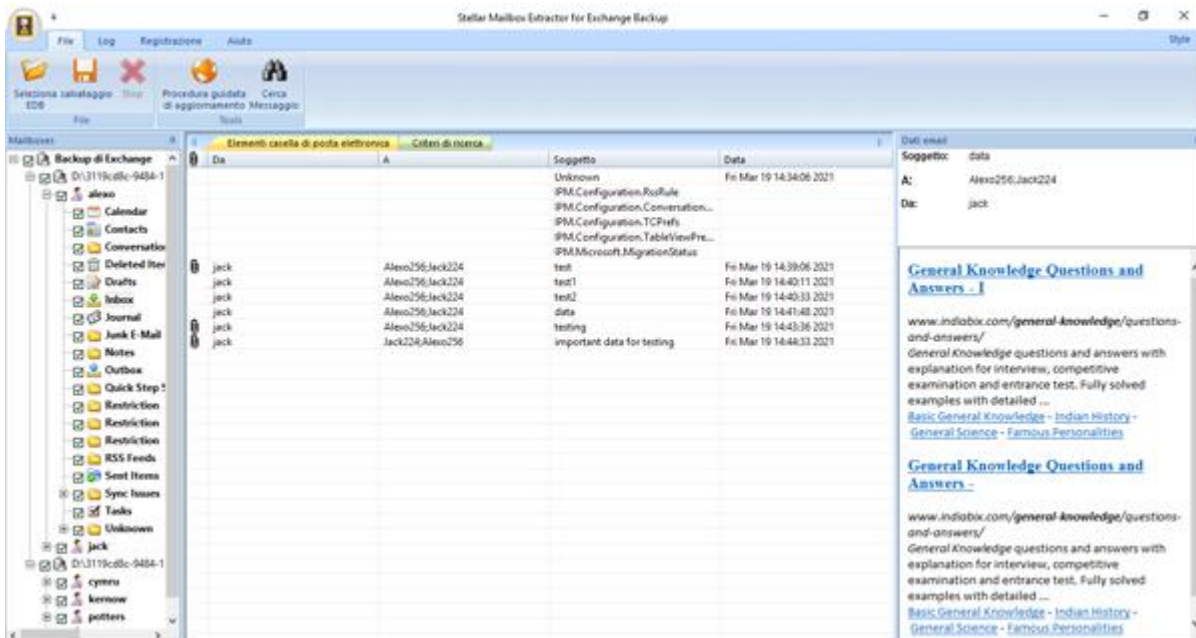 Stellar Mailbox Extractor for Exchange Backup
File Log Registrazione Aiuto Style
Seleziona EDB
salvataggio
Stop
Procedura guidata di aggiornamento
Cerca Messaggio
File Tools
Mailboxes
Backup di Exchange
D:\3119cd8c-9484-1
alexo
Calendar
Contacts
Conversation
Deleted Iter
Drafts
Inbox
Journal
Junk E-Mail
Notes
Outbox
Quick Step S
Restriction
Restriction
Restriction
RSS Feeds
Sent Items
Sync Issues
Tasks
Unknown
jack
D:\3119cd8c-9484-1
cymru
kernow
potters
Elementi casella di posta elettronica Criteri di ricerca
Da A Soggetto Data
Unknown Fri Mar 19 14:34:06 2021
IPM.Configuration.RssRule
IPM.Configuration.Conversation...
IPM.Configuration.TCPrefs
IPM.Configuration.TableViewPre...
IPM.Microsoft.MigrationStatus
jack Alexo256;Jack224 test Fri Mar 19 14:39:06 2021
jack Alexo256;Jack224 test1 Fri Mar 19 14:40:11 2021
jack Alexo256;Jack224 test2 Fri Mar 19 14:40:33 2021
jack Alexo256;Jack224 data Fri Mar 19 14:41:48 2021
jack Alexo256;Jack224 testing Fri Mar 19 14:43:36 2021
jack Jack224;Alexo256 important data for testing Fri Mar 19 14:44:33 2021
Dati email
Soggetto: data
A: Alexo256;Jack224
Da: jack
General Knowledge Questions and
Answers - I
www.indiabix.com/general-knowledge/questions-
and-answers/
General Knowledge questions and answers with
explanation for interview, competitive
examination and entrance test. Fully solved
examples with detailed ...
Basic General Knowledge - Indian History -
General Science - Famous Personalities
General Knowledge Questions and
Answers -
www.indiabix.com/general-knowledge/questions-
and-answers/
General Knowledge questions and answers with
explanation for interview, competitive
examination and entrance test. Fully solved
examples with detailed ...
Basic General Knowledge - Indian History -
General Science - Famous Personalities